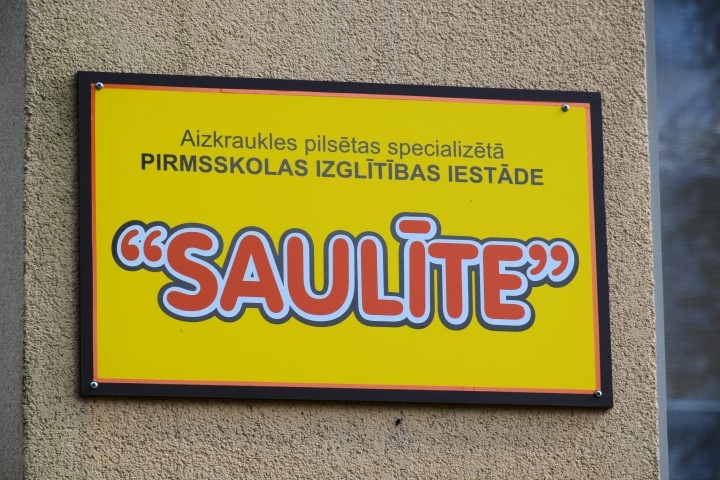 Aizkraukles pilsētas specializētā
PIRMSSKOLAS IZGLĪTĪBAS IESTĀDE
“SAULĪTE”